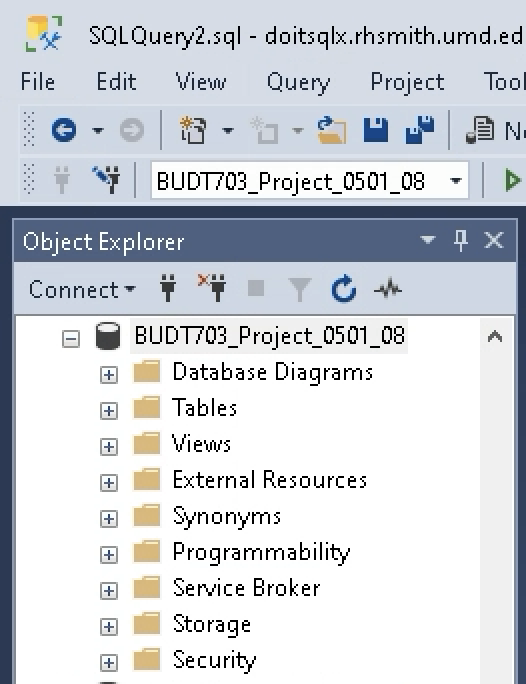 SQLQuery2.sql - doitsqlx.rhsmith.umd.ed
File Edit View Query Project Tool
BUDT703_Project_0501_08
Object Explorer
Connect
BUDT703_Project_0501_08
Database Diagrams
Tables
Views
External Resources
Synonyms
Programmability
Service Broker
Storage
Security